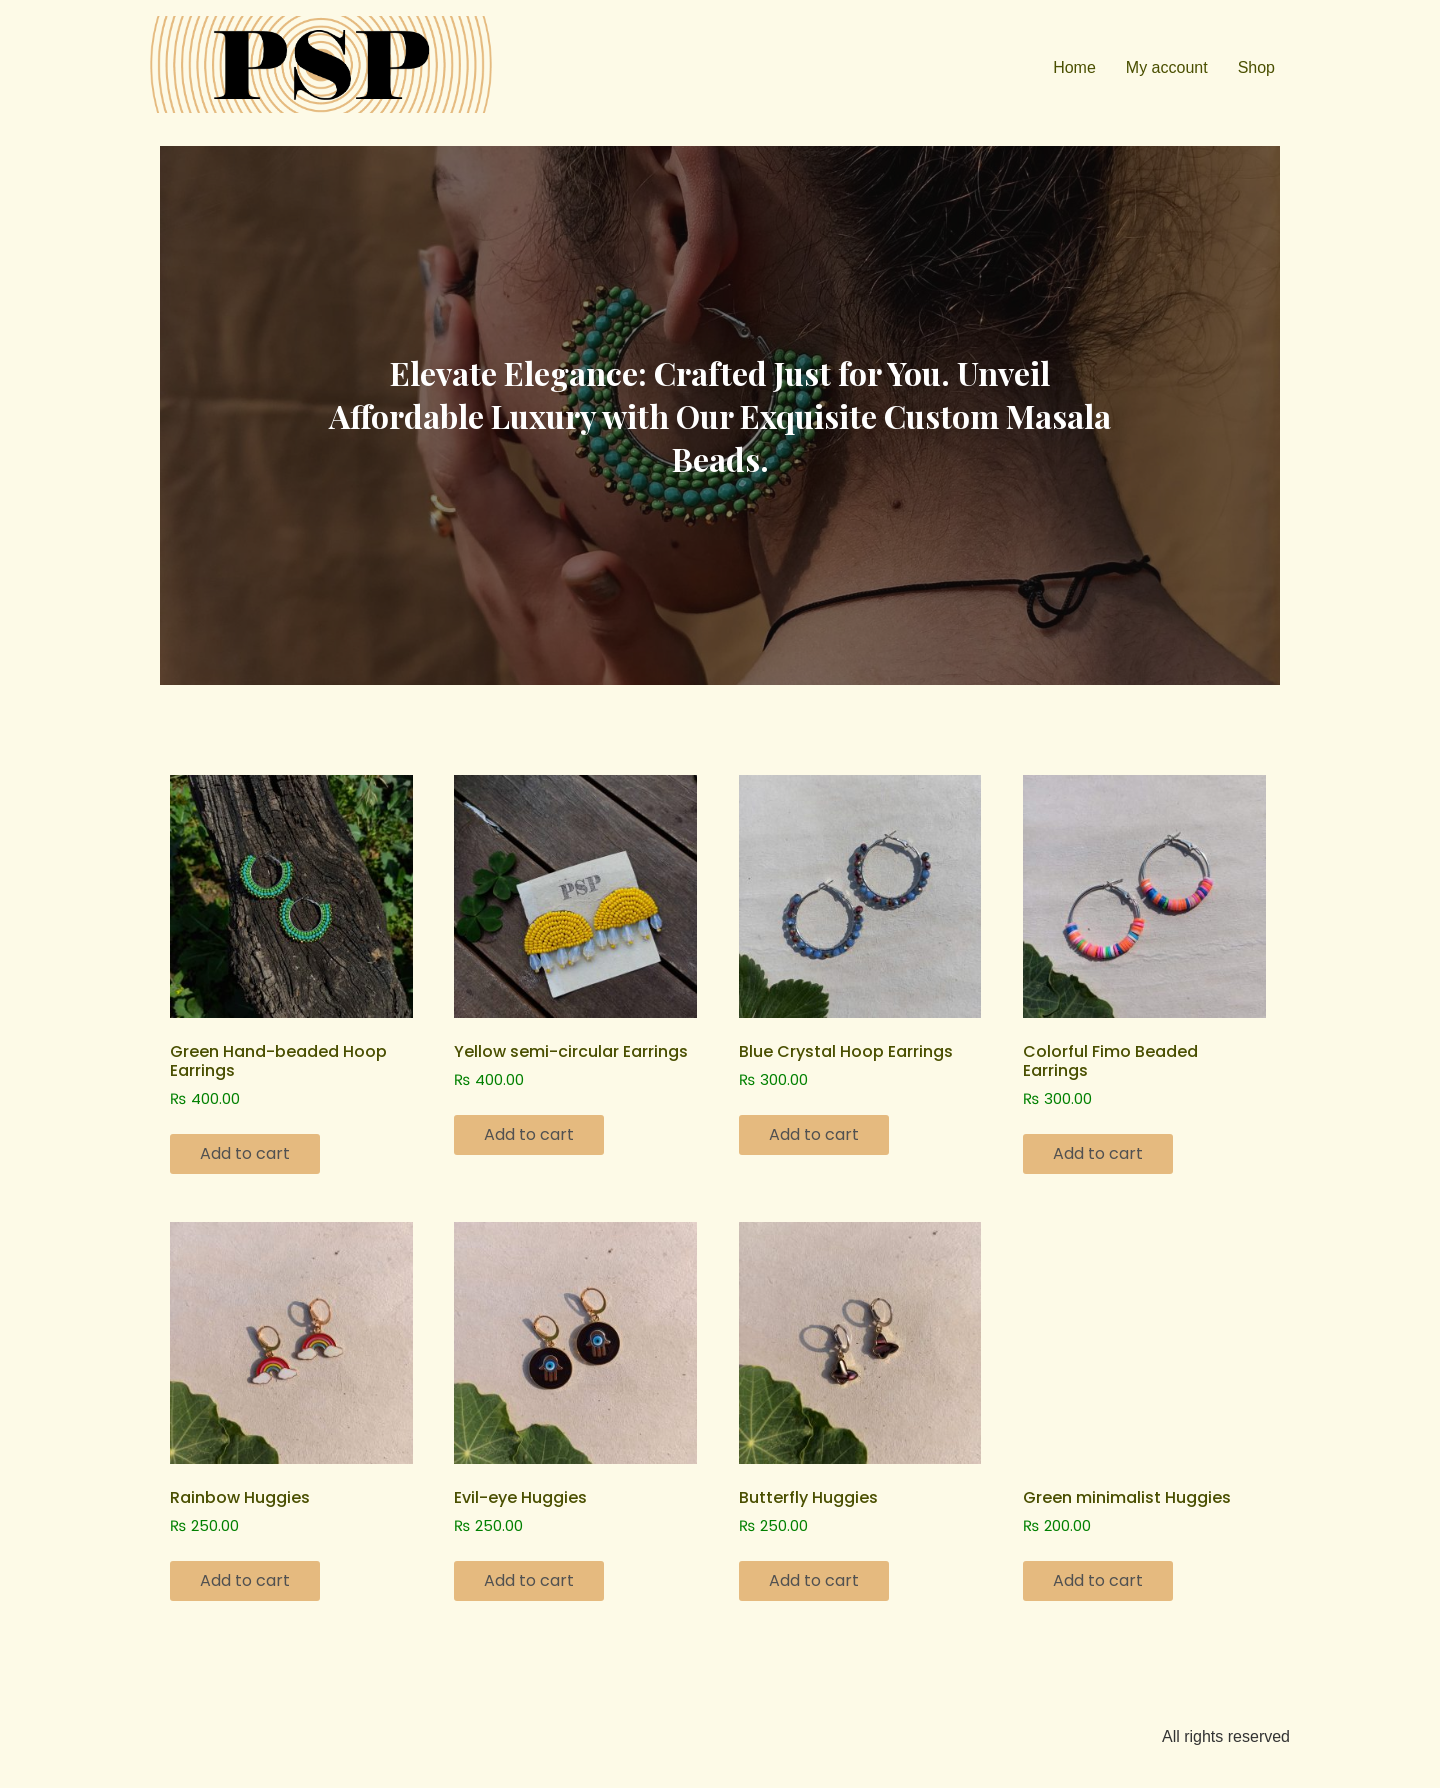 PSP
Home
My account
Shop
Elevate Elegance: Crafted Just for You. Unveil
Affordable Luxury with Our Exquisite Custom Masala
Beads.
PSP
Green Hand-beaded Hoop
Earrings
₨ 400.00
Add to cart
Yellow semi-circular Earrings
₨ 400.00
Add to cart
Blue Crystal Hoop Earrings
₨ 300.00
Add to cart
Colorful Fimo Beaded
Earrings
₨ 300.00
Add to cart
Rainbow Huggies
₨ 250.00
Add to cart
Evil-eye Huggies
₨ 250.00
Add to cart
Butterfly Huggies
₨ 250.00
Add to cart
Green minimalist Huggies
₨ 200.00
Add to cart
All rights reserved